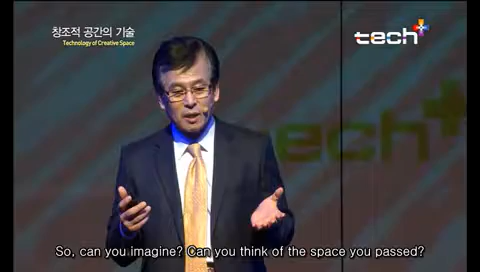 창조적 공간의 기술
Technology of Creative Space
tech+
tech+
So, can you imagine? Can you think of the space you passed?